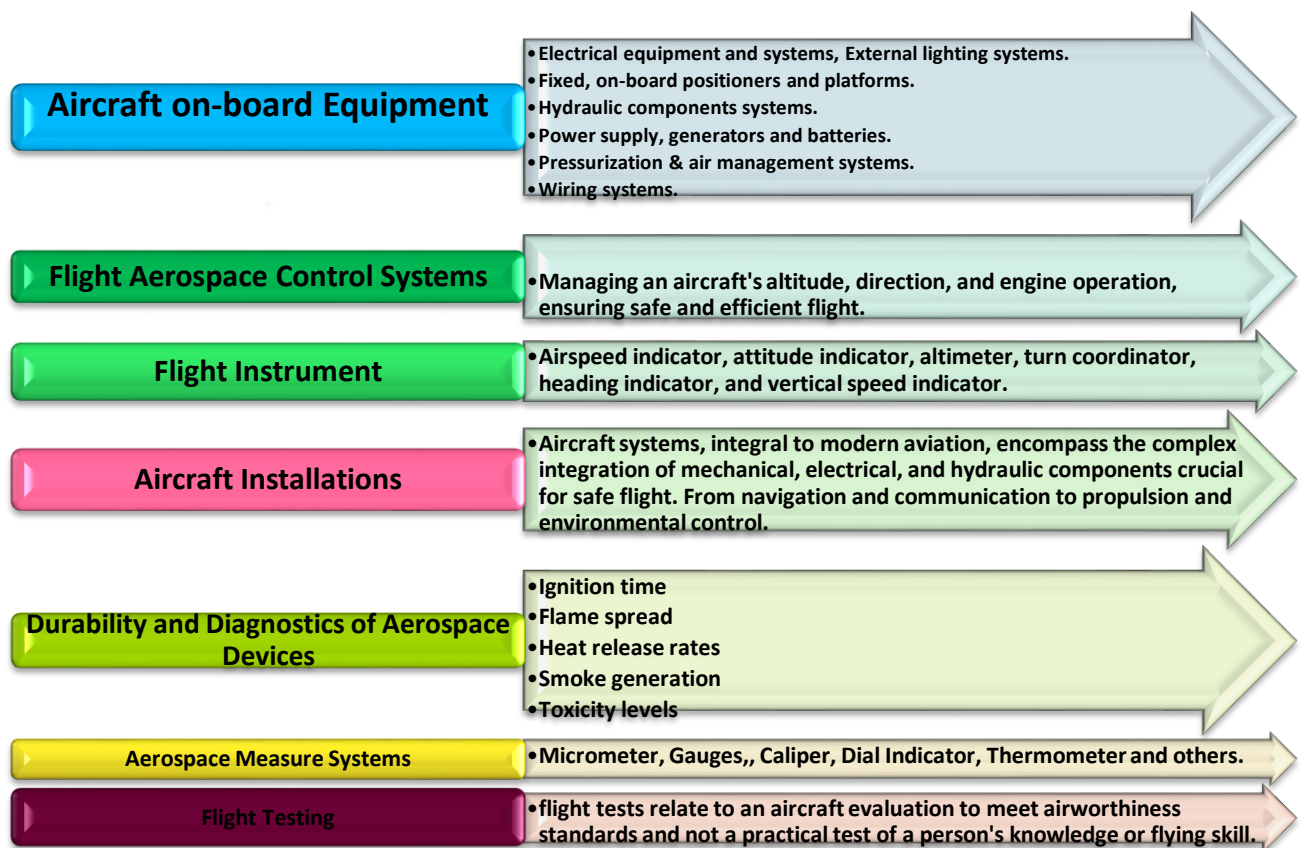 Aircraft on-board Equipment
•Electrical equipment and systems, External lighting systems.
•Fixed, on-board positioners and platforms.
•Hydraulic components systems.
•Power supply, generators and batteries.
•Pressurization & air management systems.
•Wiring systems.
Flight Aerospace Control Systems
•Managing an aircraft's altitude, direction, and engine operation,
ensuring safe and efficient flight.
Flight Instrument
•Airspeed indicator, attitude indicator, altimeter, turn coordinator,
heading indicator, and vertical speed indicator.
Aircraft Installations
•Aircraft systems, integral to modern aviation, encompass the complex
integration of mechanical, electrical, and hydraulic components crucial
for safe flight. From navigation and communication to propulsion and
environmental control.
Durability and Diagnostics of Aerospace
Devices
•Ignition time
•Flame spread
•Heat release rates
•Smoke generation
•Toxicity levels
Aerospace Measure Systems
•Micrometer, Gauges,, Caliper, Dial Indicator, Thermometer and others.
Flight Testing
•flight tests relate to an aircraft evaluation to meet airworthiness
standards and not a practical test of a person's knowledge or flying skill.